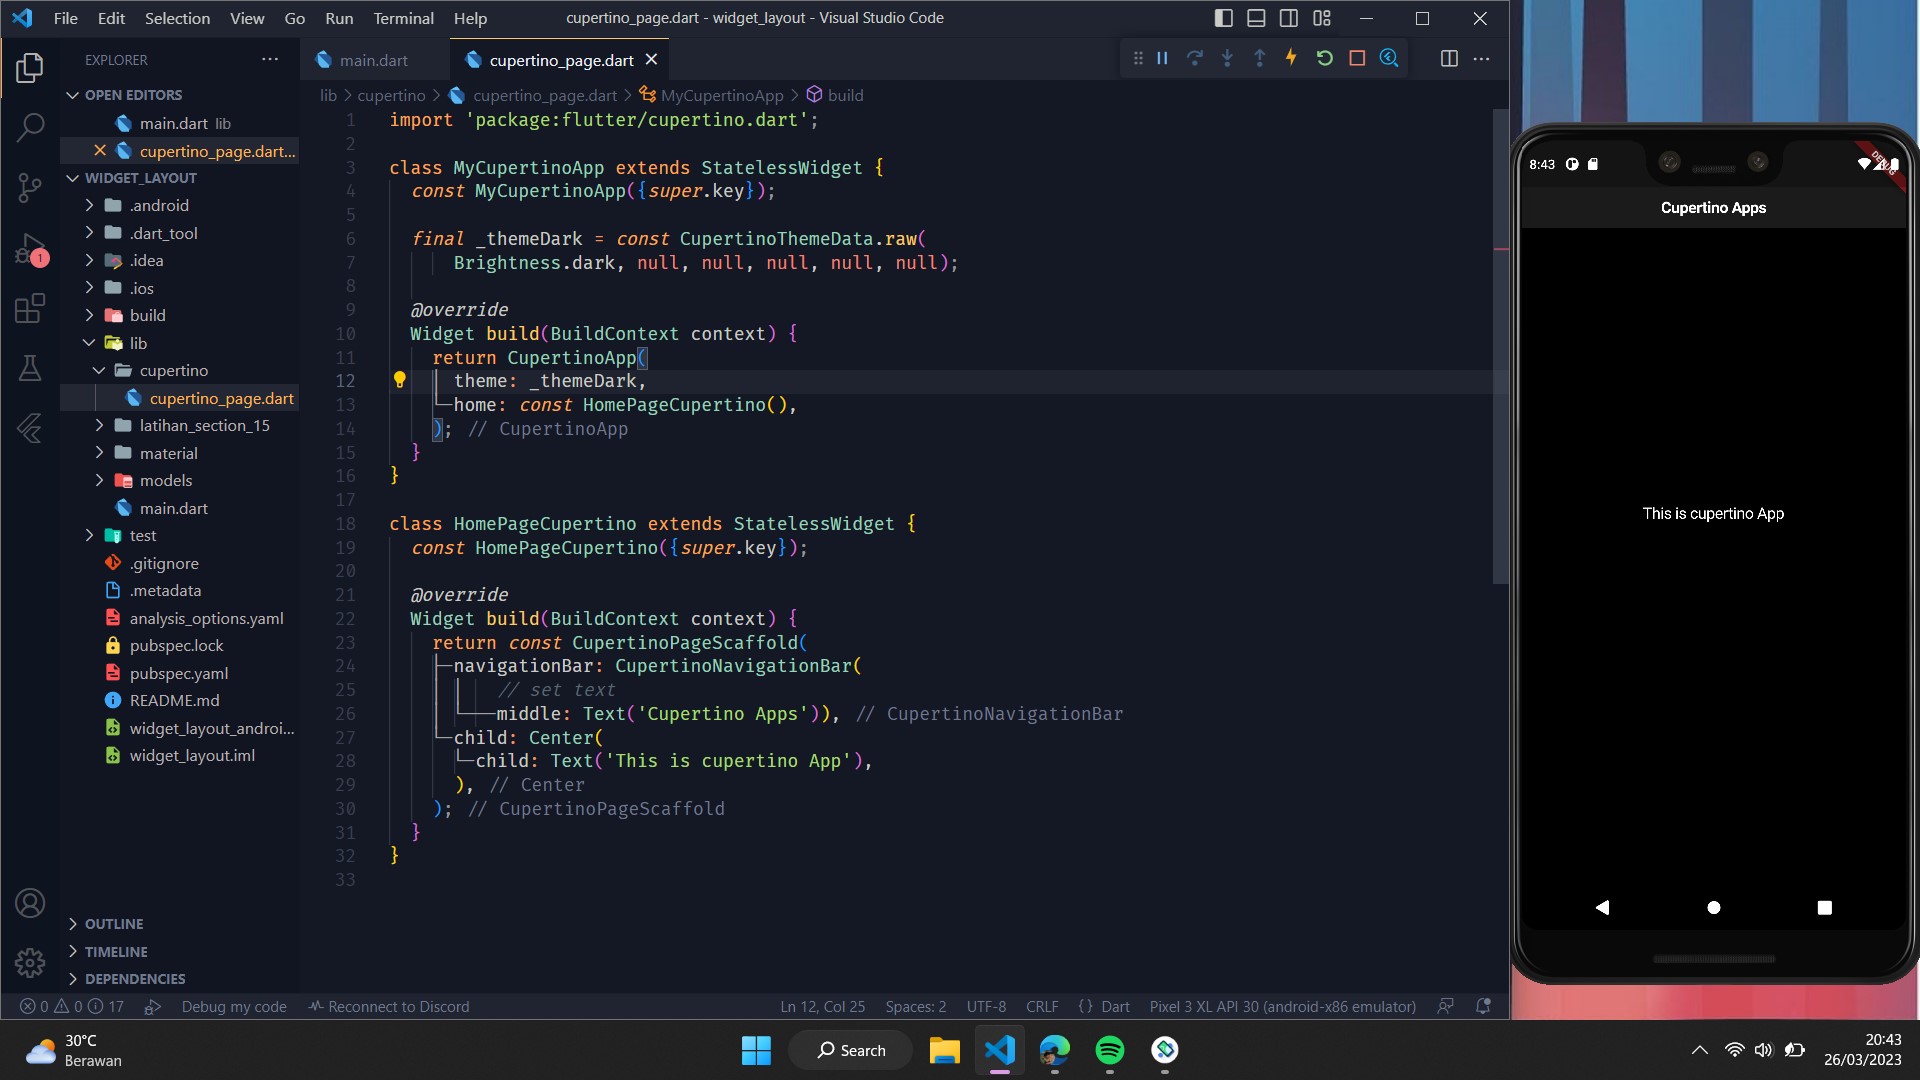 File Edit Selection View Go Run Terminal Help
cupertino_page.dart - widget_layout - Visual Studio Code
EXPLORER
OPEN EDITORS
main.dart lib
cupertino_page.dart...
WIDGET_LAYOUT
.android
.dart_tool
.idea
.ios
build
lib
cupertino
cupertino_page.dart
latihan_section_15
material
models
main.dart
test
.gitignore
.metadata
analysis_options.yaml
pubspec.lock
pubspec.yaml
README.md
widget_layout_androi...
widget_layout.iml
OUTLINE
TIMELINE
DEPENDENCIES
1
main.dart
cupertino_page.dart
lib > cupertino > cupertino_page.dart > MyCupertinoApp > build
1 import 'package:flutter/cupertino.dart';
2
3 class MyCupertinoApp extends StatelessWidget {
4 const MyCupertinoApp({super.key});
5
6 final _themeDark = const CupertinoThemeData.raw(
7 Brightness.dark, null, null, null, null, null);
8
9 @override
10 Widget build(BuildContext context) {
11 return CupertinoApp(
12 theme: _themeDark,
13 home: const HomePageCupertino(),
14 ); // CupertinoApp
15 }
16 }
17
18 class HomePageCupertino extends StatelessWidget {
19 const HomePageCupertino({super.key});
20
21 @override
22 Widget build(BuildContext context) {
23 return const CupertinoPageScaffold(
24 navigationBar: CupertinoNavigationBar(
25 // set text
26 middle: Text('Cupertino Apps')), // CupertinoNavigationBar
27 child: Center(
28 child: Text('This is cupertino App'),
29 ), // Center
30 ); // CupertinoPageScaffold
31 }
32 }
33
0 0 17 Debug my code Reconnect to Discord
Ln 12, Col 25 Spaces: 2 UTF-8 CRLF {} Dart Pixel 3 XL API 30 (android-x86 emulator)
8:43
DEBUG
Cupertino Apps
This is cupertino App
30°C
Berawan
Search
20:43
26/03/2023